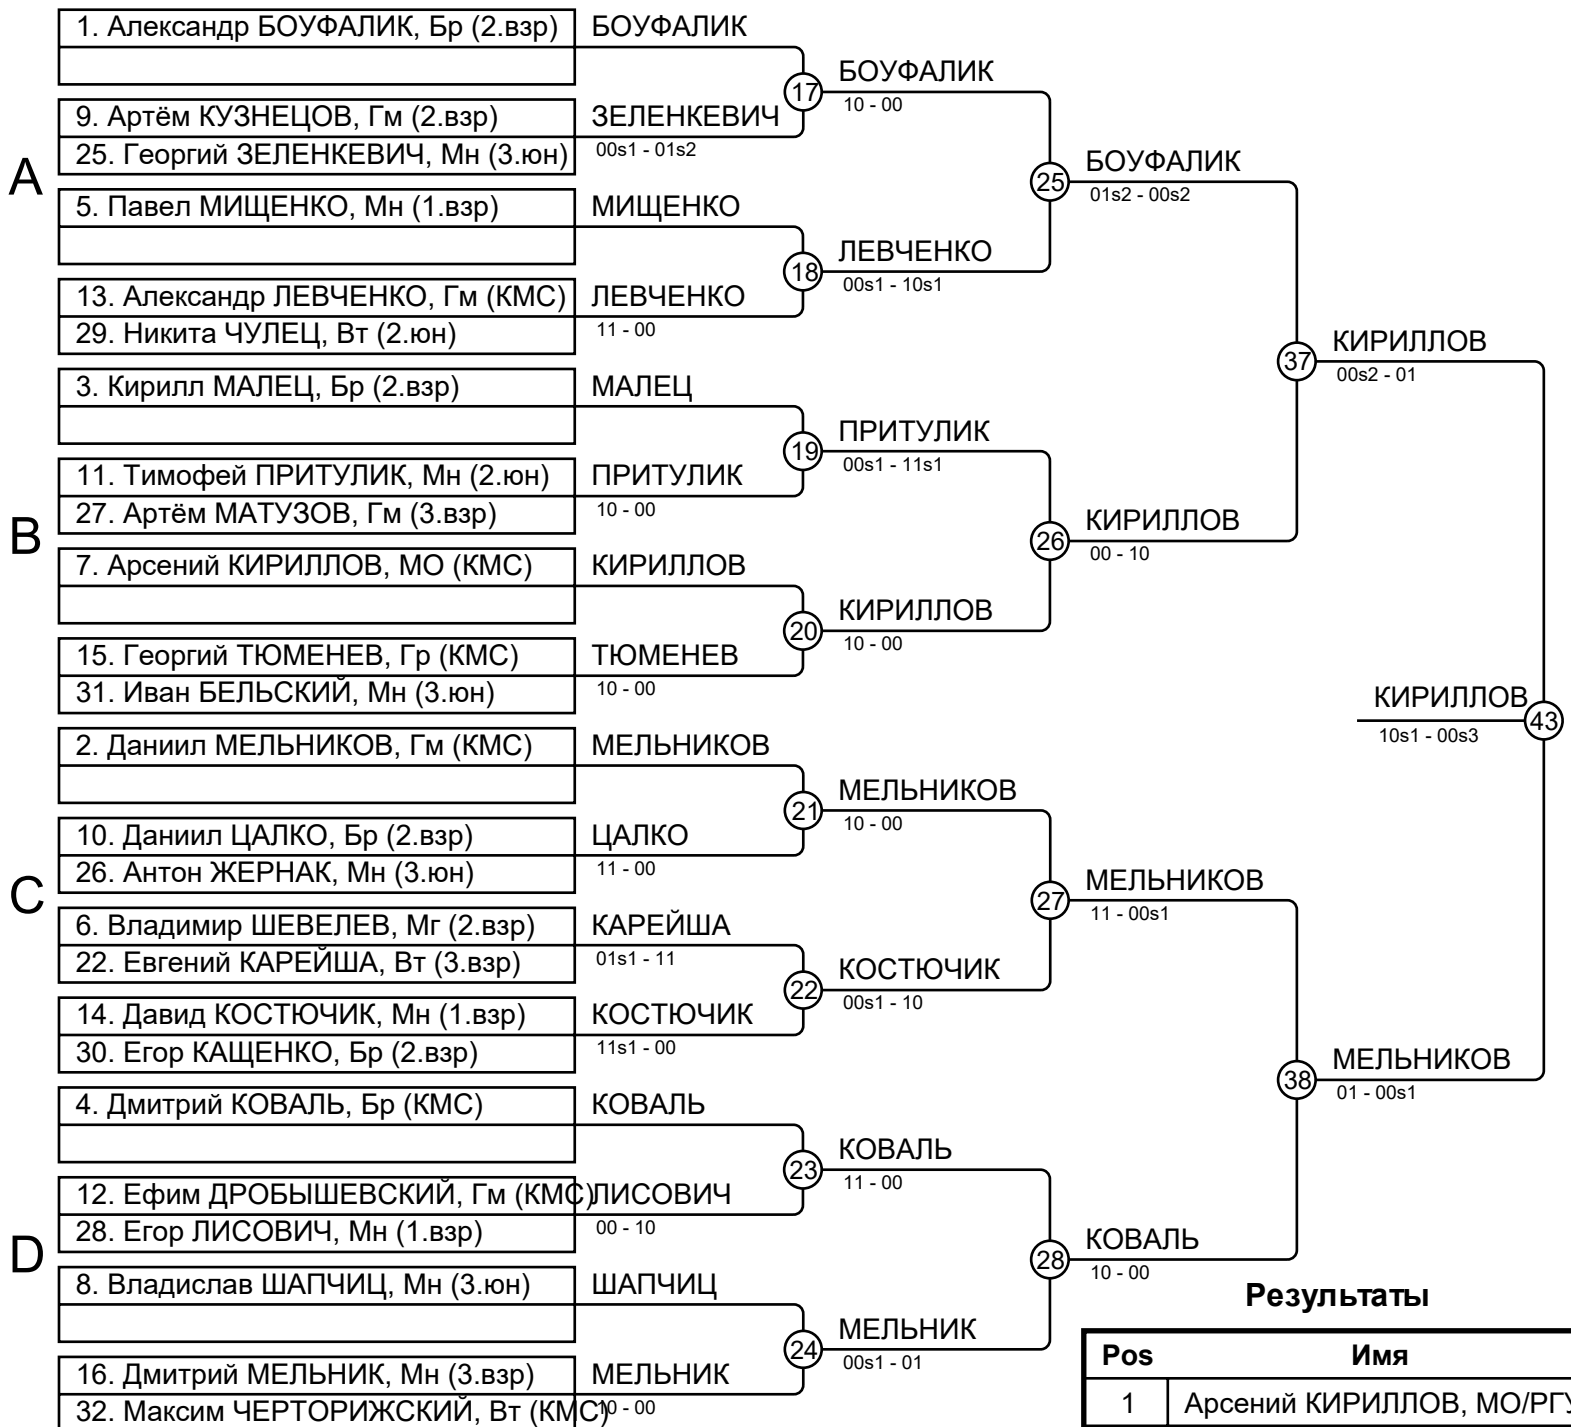 1. Александр БОУФАЛИК, Бр (2.взр)
9. Артём КУЗНЕЦОВ, Гм (2.взр)
25. Георгий ЗЕЛЕНКЕВИЧ, Мн (3.юн)
A
5. Павел МИЩЕНКО, Мн (1.взр)
13. Александр ЛЕВЧЕНКО, Гм (КМС)
29. Никита ЧУЛЕЦ, Вт (2.юн)
3. Кирилл МАЛЕЦ, Бр (2.взр)
11. Тимофей ПРИТУЛИК, Мн (2.юн)
27. Артём МАТУЗОВ, Гм (3.взр)
B
7. Арсений КИРИЛЛОВ, МО (КМС)
15. Георгий ТЮМЕНЕВ, Гр (КМС)
31. Иван БЕЛЬСКИЙ, Мн (3.юн)
2. Даниил МЕЛЬНИКОВ, Гм (КМС)
10. Даниил ЦАЛКО, Бр (2.взр)
26. Антон ЖЕРНАК, Мн (3.юн)
C
6. Владимир ШЕВЕЛЕВ, Мг (2.взр)
22. Евгений КАРЕЙША, Вт (3.взр)
14. Давид КОСТЮЧИК, Мн (1.взр)
30. Егор КАЩЕНКО, Бр (2.взр)
4. Дмитрий КОВАЛЬ, Бр (КМС)
12. Ефим ДРОБЫШЕВСКИЙ, Гм (КМС)
28. Егор ЛИСОВИЧ, Мн (1.взр)
D
8. Владислав ШАПЧИЦ, Мн (3.юн)
16. Дмитрий МЕЛЬНИК, Мн (3.взр)
32. Максим ЧЕРТОРИЖСКИЙ, Вт (КМС)
БОУФАЛИК
ЗЕЛЕНКЕВИЧ
00s1 - 01s2
МИЩЕНКО
ЛЕВЧЕНКО
11 - 00
МАЛЕЦ
ПРИТУЛИК
10 - 00
КИРИЛЛОВ
ТЮМЕНЕВ
10 - 00
МЕЛЬНИКОВ
ЦАЛКО
11 - 00
КАРЕЙША
01s1 - 11
КОСТЮЧИК
11s1 - 00
КОВАЛЬ
ЛИСОВИЧ
00 - 10
ШАПЧИЦ
МЕЛЬНИК
10 - 00
17
БОУФАЛИК
10 - 00
18
ЛЕВЧЕНКО
00s1 - 10s1
19
ПРИТУЛИК
00s1 - 11s1
20
КИРИЛЛОВ
10 - 00
21
МЕЛЬНИКОВ
10 - 00
22
КОСТЮЧИК
00s1 - 10
23
КОВАЛЬ
11 - 00
24
МЕЛЬНИК
00s1 - 01
25
БОУФАЛИК
01s2 - 00s2
26
КИРИЛЛОВ
00 - 10
27
МЕЛЬНИКОВ
11 - 00s1
28
КОВАЛЬ
10 - 00
37
КИРИЛЛОВ
00s2 - 01
38
МЕЛЬНИКОВ
01 - 00s1
КИРИЛЛОВ
43
10s1 - 00s3
Результаты
Pos Имя
1 Арсений КИРИЛЛОВ, МО/РГУ